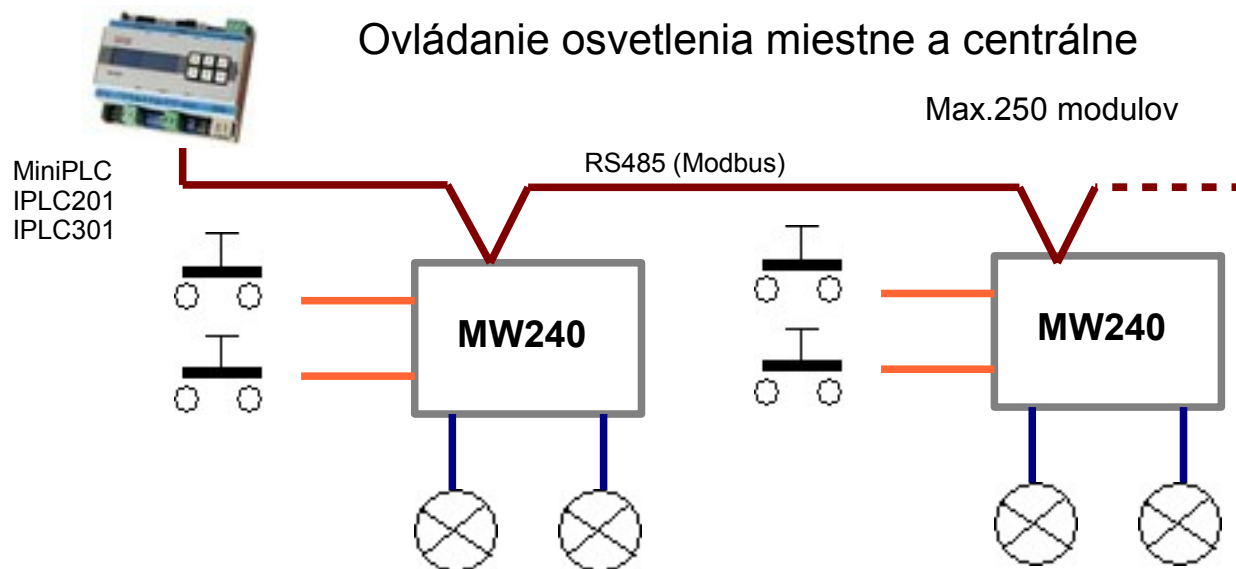 Ovládanie osvetlenia miestne a centrálne
Max.250 modulov
RS485 (Modbus)
MiniPLC
IPLC201
IPLC301
MW240
MW240